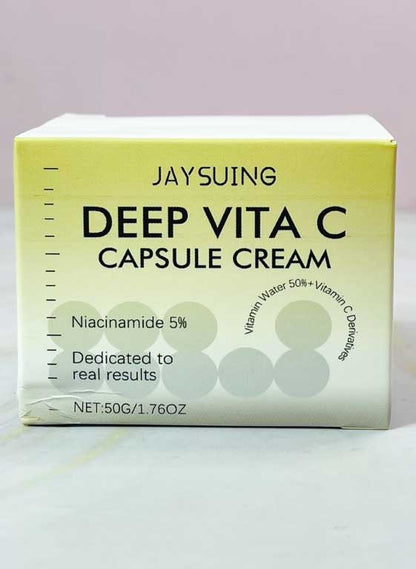 JAYSUING
DEEP VITA C
CAPSULE CREAM
Vitamin Water 50%+Vitamin C Derivatives
Niacinamide 5%
Dedicated to
real results
NET:50G/1.76OZ